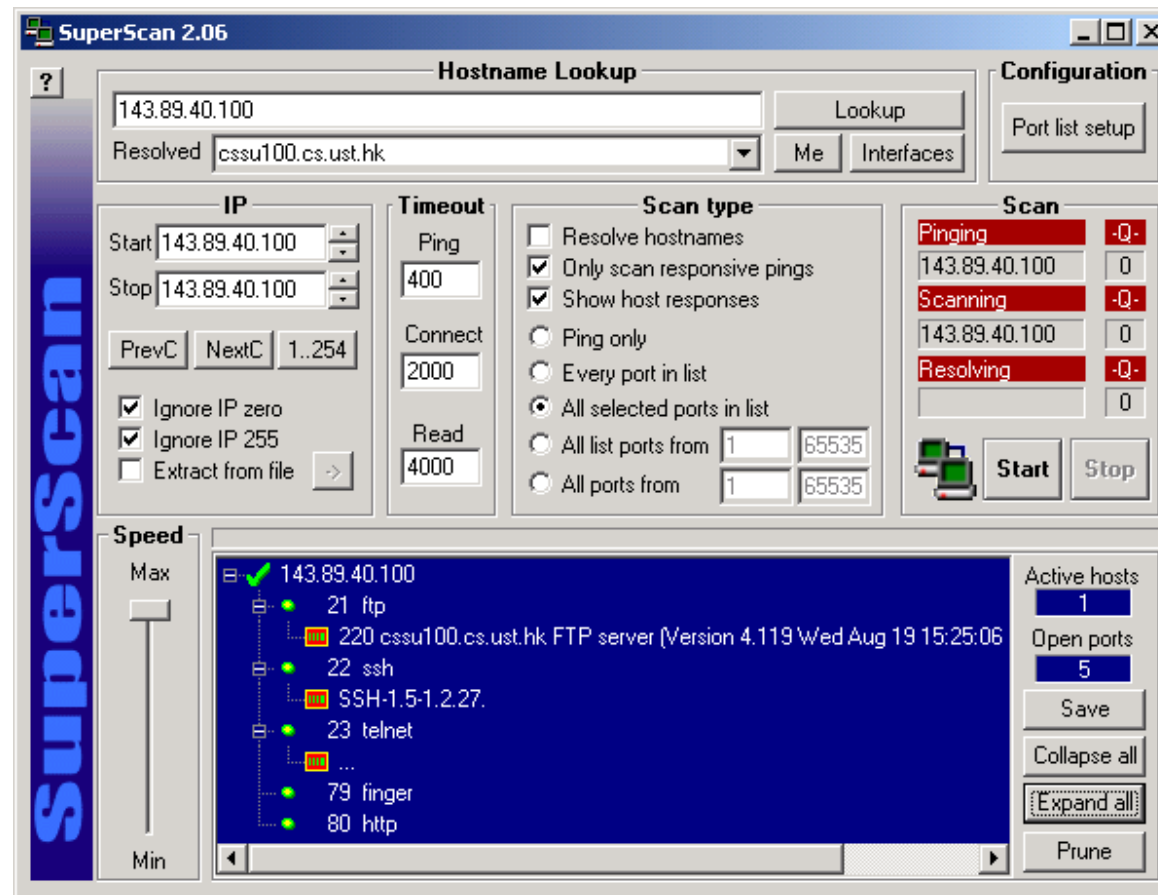 SuperScan 2.06
?
Hostname Lookup
143.89.40.100
Lookup
Resolved cssu100.cs.ust.hk
Me
Interfaces
Configuration
Port list setup
IP
Start 143.89.40.100
Stop 143.89.40.100
PrevC
NextC
1..254
Ignore IP zero
Ignore IP 255
Extract from file
->
Timeout
Ping
400
Connect
2000
Read
4000
Scan type
Resolve hostnames
Only scan responsive pings
Show host responses
Ping only
Every port in list
All selected ports in list
All list ports from 1 65535
All ports from 1 65535
Scan
Pinging -Q-
143.89.40.100 0
Scanning -Q-
143.89.40.100 0
Resolving -Q-
0
Start
Stop
SuperScan
Speed
Max
Min
143.89.40.100
21 ftp
220 cssu100.cs.ust.hk FTP server (Version 4.119 Wed Aug 19 15:25:06
22 ssh
SSH-1.5-1.2.27.
23 telnet
...
79 finger
80 http
Active hosts
1
Open ports
5
Save
Collapse all
Expand all
Prune